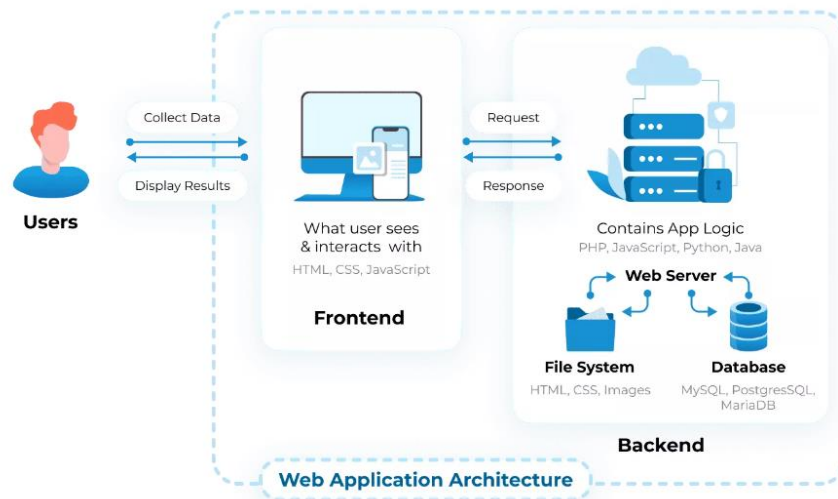 Users
Collect Data
Display Results
What user sees
& interacts with
HTML, CSS, JavaScript
Frontend
Request
Response
Contains App Logic
PHP, JavaScript, Python, Java
Web Server
File System
HTML, CSS, Images
Database
MySQL, PostgresSQL,
MariaDB
Backend
Web Application Architecture